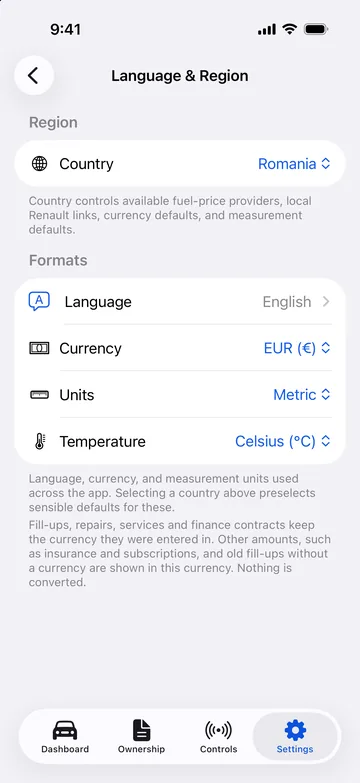 9:41
Language & Region
Region
Country
Romania
Country controls available fuel-price providers, local
Renault links, currency defaults, and measurement
defaults.
Formats
A
Language
English
Currency
EUR (€)
Units
Metric
Temperature
Celsius (°C)
Language, currency, and measurement units used
across the app. Selecting a country above preselects
sensible defaults for these.
Fill-ups, repairs, services and finance contracts keep
the currency they were entered in. Other amounts, such
as insurance and subscriptions, and old fill-ups without
a currency are shown in this currency. Nothing is
converted.
Dashboard
Ownership
Controls
Settings